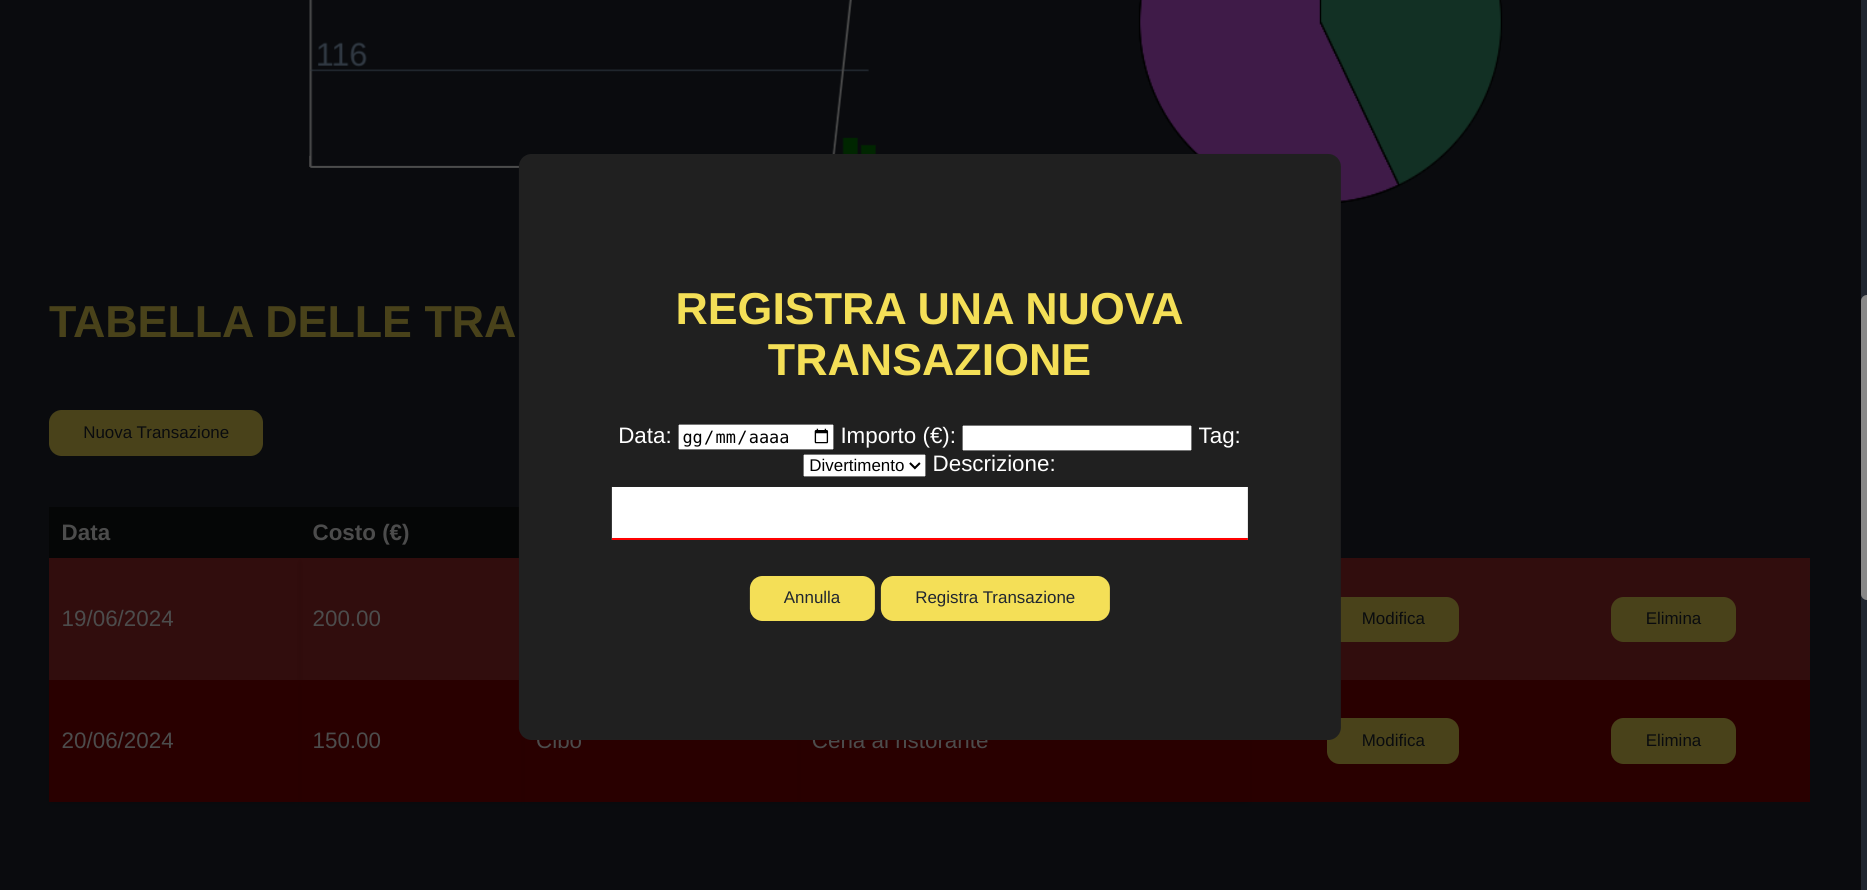 116
REGISTRA UNA NUOVA
TRANSAZIONE
TABELLA DELLE TRA
Nuova Transazione
Data: gg/mm/aaaa Importo (€): Tag:
Divertimento Descrizione:
Annulla Registra Transazione
Data Costo (€)
19/06/2024 200.00 Modifica Elimina
20/06/2024 150.00 Cibo Cena al ristorante Modifica Elimina